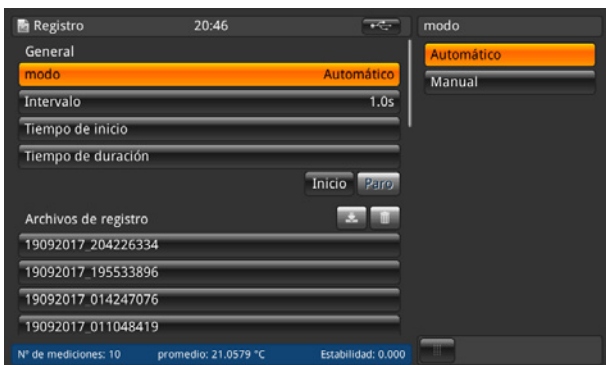 Registro 20:46
General
modo Automático
Intervalo 1.0s
Tiempo de inicio
Tiempo de duración
Inicio Paro
Archivos de registro
19092017_204226334
19092017_195533896
19092017_014247076
19092017_011048419
N° de mediciones: 10 promedio: 21.0579 °C Estabilidad: 0.000
modo
Automático
Manual